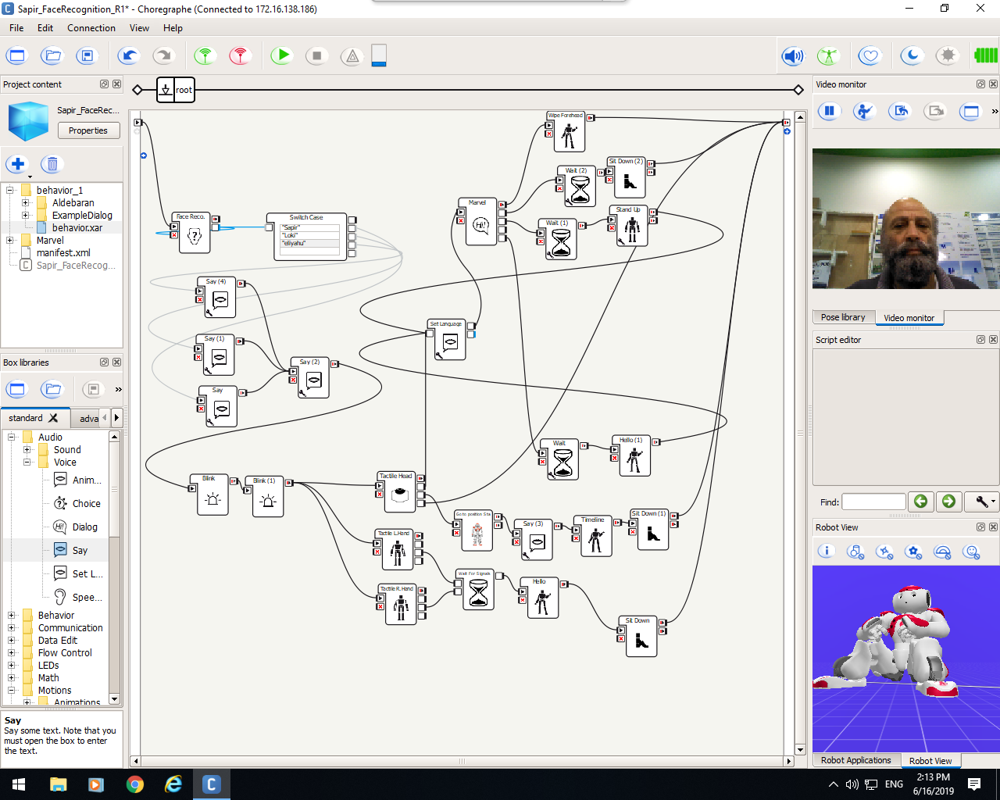 Sapir_FaceRecognition_R1* - Choregraphe (Connected to 172.16.138.186)
File Edit Connection View Help
Project content
Sapir_FaceRec...
Properties
behavior_1
Aldebaran
ExampleDialog
behavior.xar
Marvel
manifest.xml
Sapir_FaceRecog...
Box libraries
standard
adva
Audio
Sound
Voice
Anim...
Choice
Dialog
Say
Set L...
Spee...
Behavior
Communication
Data Edit
Flow Control
LEDs
Math
Motions
Animations
Say
Say some text. Note that you
must open the box to enter
the text.
root
Wipe Forehead
Wait (2)
Sit Down (2)
Marvel
Hi!
Wait (1)
Stand Up
Face Reco.
Switch Case
"Sapir"
"Loki"
"eliyahu"
Say (4)
Say (1)
Say (2)
Say
Set Language
Wait
Hello (1)
Blink
Blink (1)
Tactile Head
Go to position Sta
Say (3)
Timeline
Sit Down (1)
Tactile L.Hand
Tactile R.Hand
Wait For Signals
Hello
Sit Down
Video monitor
Pose library
Video monitor
Script editor
Find:
Robot View
Robot Applications
Robot View
ENG
2:13 PM
6/16/2019